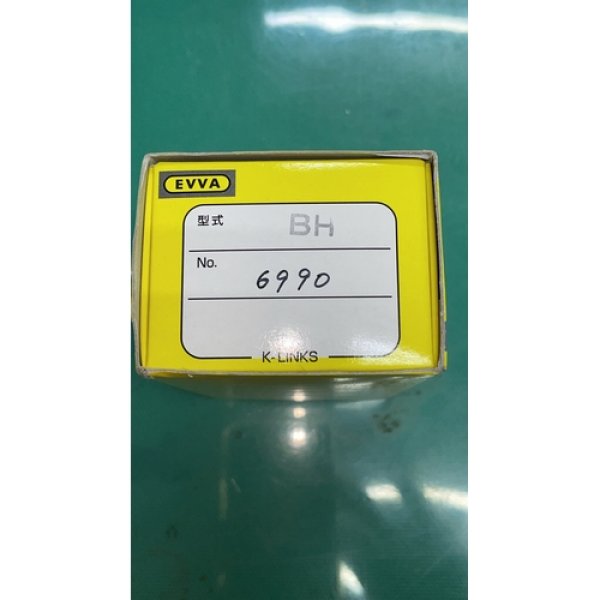 EVVA
型式 BH
No. 6990
K-LINKS